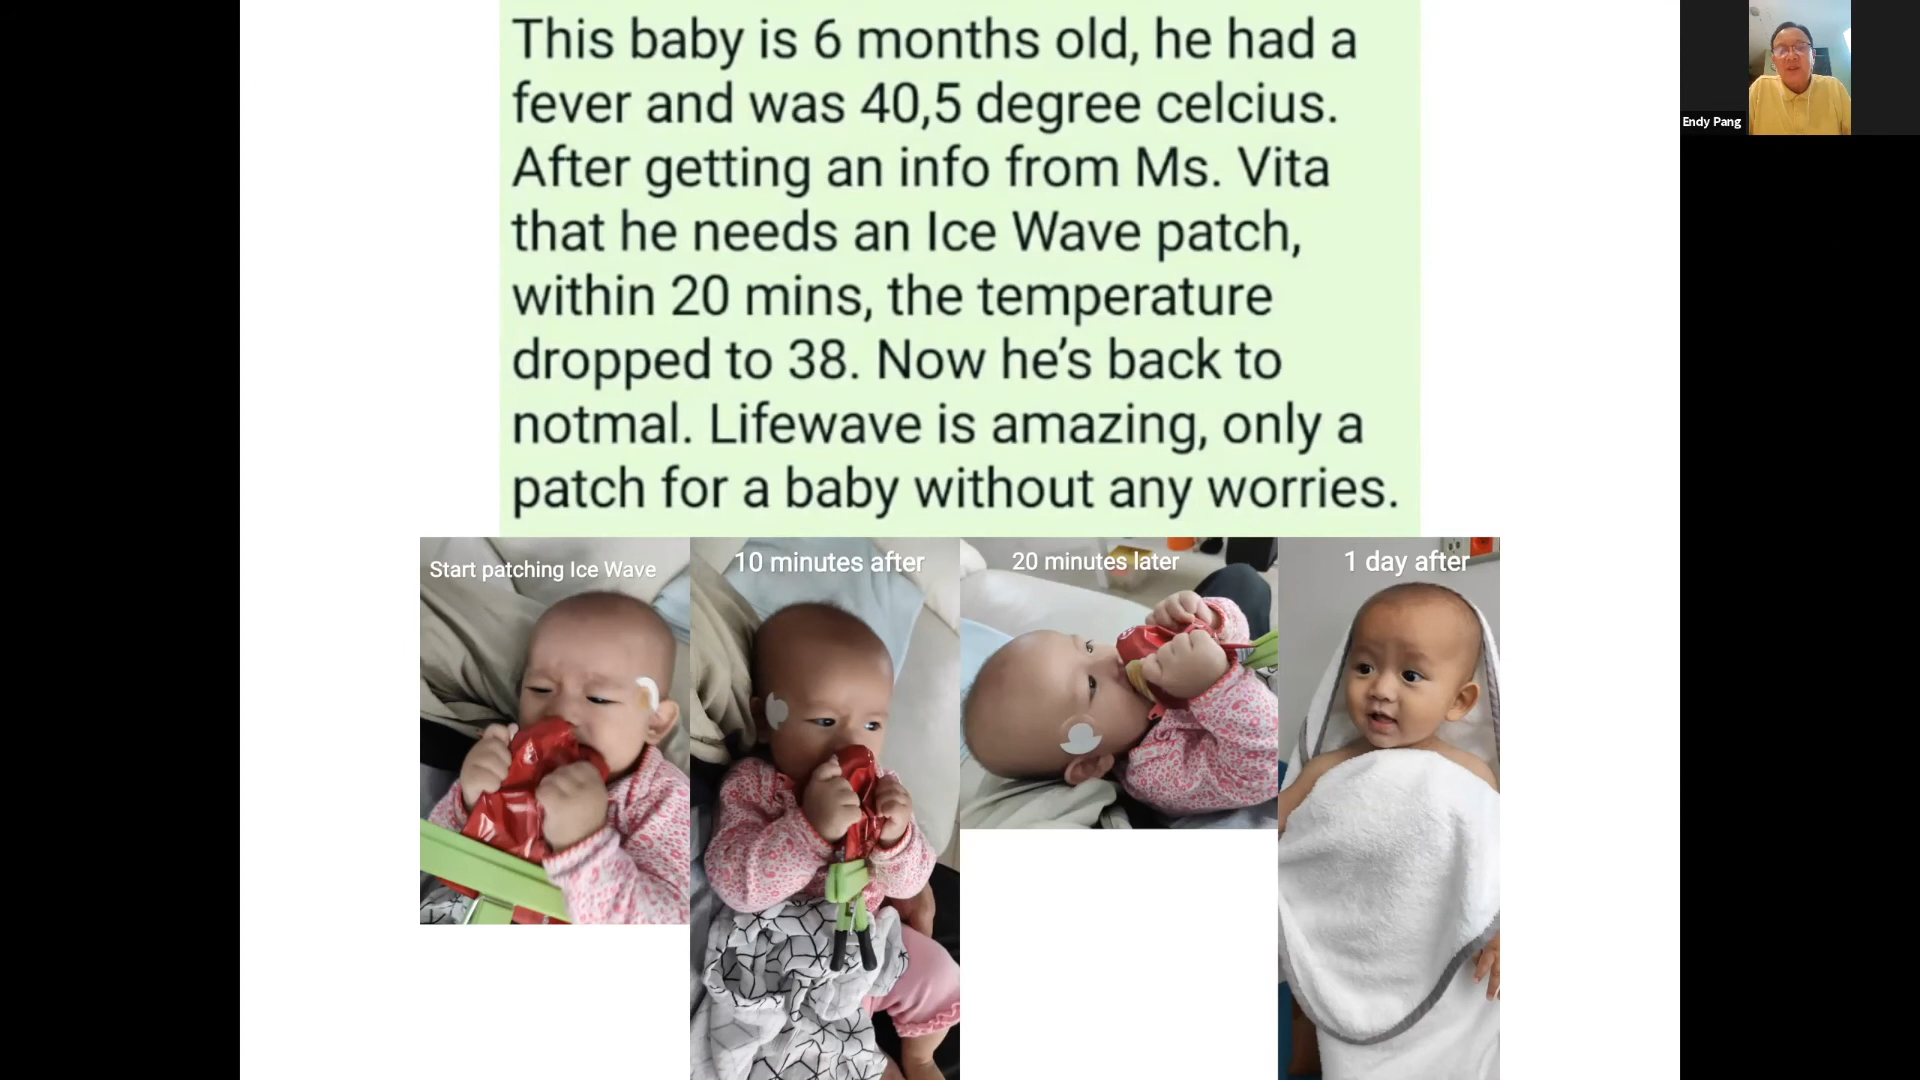 This baby is 6 months old, he had a
fever and was 40,5 degree celcius.
After getting an info from Ms. Vita
that he needs an Ice Wave patch,
within 20 mins, the temperature
dropped to 38. Now he's back to
notmal. Lifewave is amazing, only a
patch for a baby without any worries.
Start patching Ice Wave
10 minutes after
20 minutes later
1 day after
Endy Pang